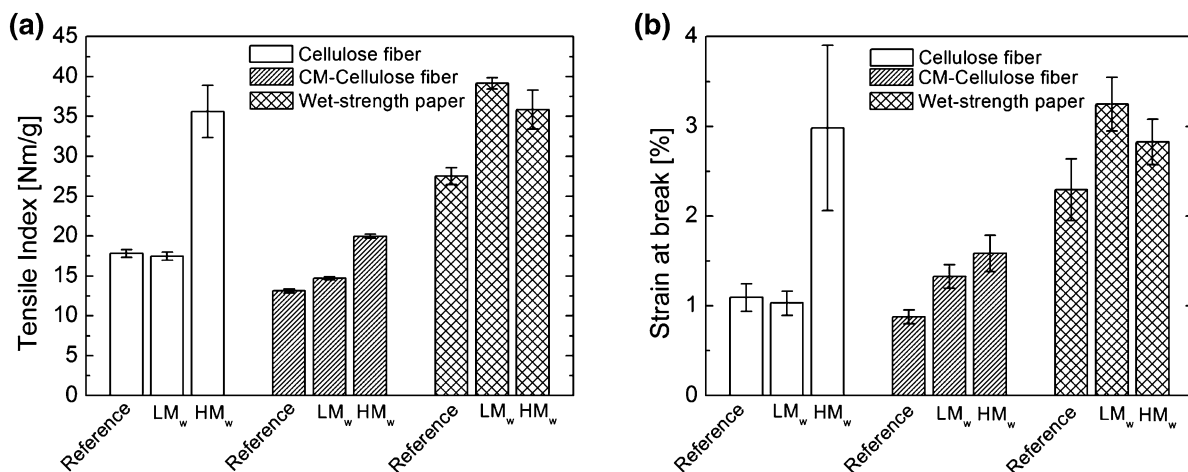 (a)
Tensile Index [Nm/g]
45
40
35
30
25
20
15
10
5
0
Cellulose fiber
CM-Cellulose fiber
Wet-strength paper
Reference LMw HMw Reference LMw HMw Reference LMw HMw
(b)
Strain at break [%]
4
3
2
1
0
Cellulose fiber
CM-Cellulose fiber
Wet-strength paper
Reference LMw HMw Reference LMw HMw Reference LMw HMw